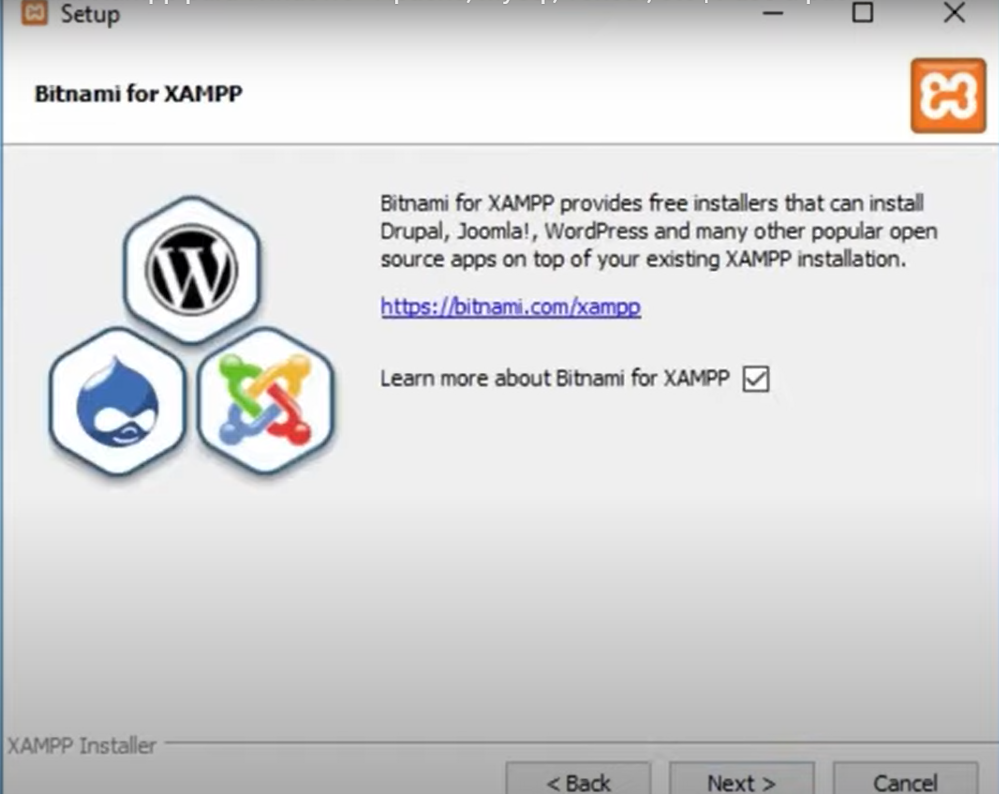 Setup
Bitnami for XAMPP
Bitnami for XAMPP provides free installers that can install
Drupal, Joomla!, WordPress and many other popular open
source apps on top of your existing XAMPP installation.
https://bitnami.com/xampp
Learn more about Bitnami for XAMPP
XAMPP Installer
< Back
Next >
Cancel